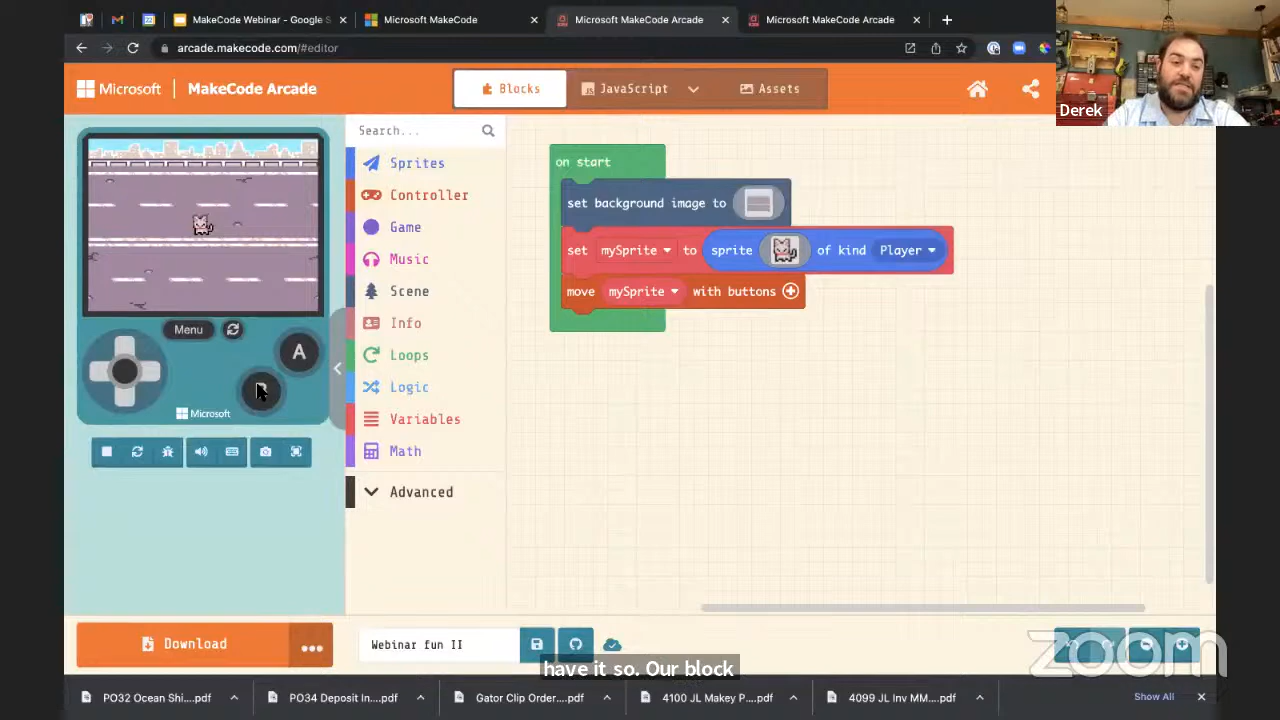 MakeCode Webinar - Google S
Microsoft MakeCode
Microsoft MakeCode Arcade
Microsoft MakeCode Arcade
arcade.makecode.com/#editor
Derek
Microsoft
MakeCode Arcade
Blocks
JavaScript
Assets
Search...
Sprites
Controller
Game
Music
Scene
Info
Loops
Logic
Variables
Math
Advanced
Menu
A
Microsoft
on start
set background image to
set mySprite to sprite of kind Player
move mySprite with buttons
Download
Webinar fun II
zoom
have it so. Our block
PO32 Ocean Shi....pdf
PO34 Deposit In....pdf
Gator Clip Order....pdf
4100 JL Makey P....pdf
4099 JL Inv MM....pdf
Show All